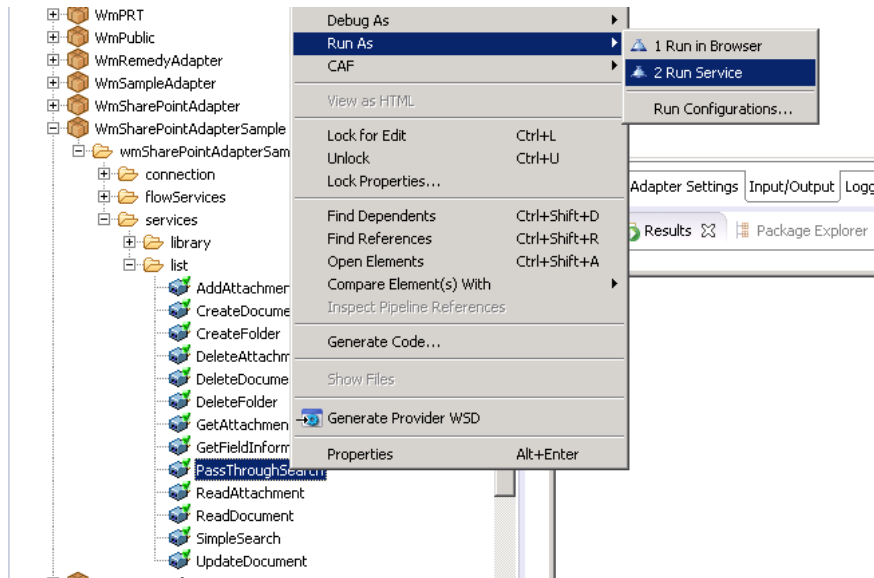 WmPRT
WmPublic
WmRemedyAdapter
WmSampleAdapter
WmSharePointAdapter
WmSharePointAdapterSample
wmSharePointAdapterSam
connection
flowServices
services
library
list
AddAttachmer
CreateDocume
CreateFolder
DeleteAttachm
DeleteDocume
DeleteFolder
GetAttachmen
GetFieldInform
PassThroughSearch
ReadAttachment
ReadDocument
SimpleSearch
UpdateDocument
Debug As
Run As
CAF
View as HTML
Lock for Edit Ctrl+L
Unlock Ctrl+U
Lock Properties...
Find Dependents Ctrl+Shift+D
Find References Ctrl+Shift+R
Open Elements Ctrl+Shift+A
Compare Element(s) With
Inspect Pipeline References
Generate Code...
Show Files
Generate Provider WSD
Properties Alt+Enter
1 Run in Browser
2 Run Service
Run Configurations...
Adapter Settings Input/Output Logg
Results Package Explorer